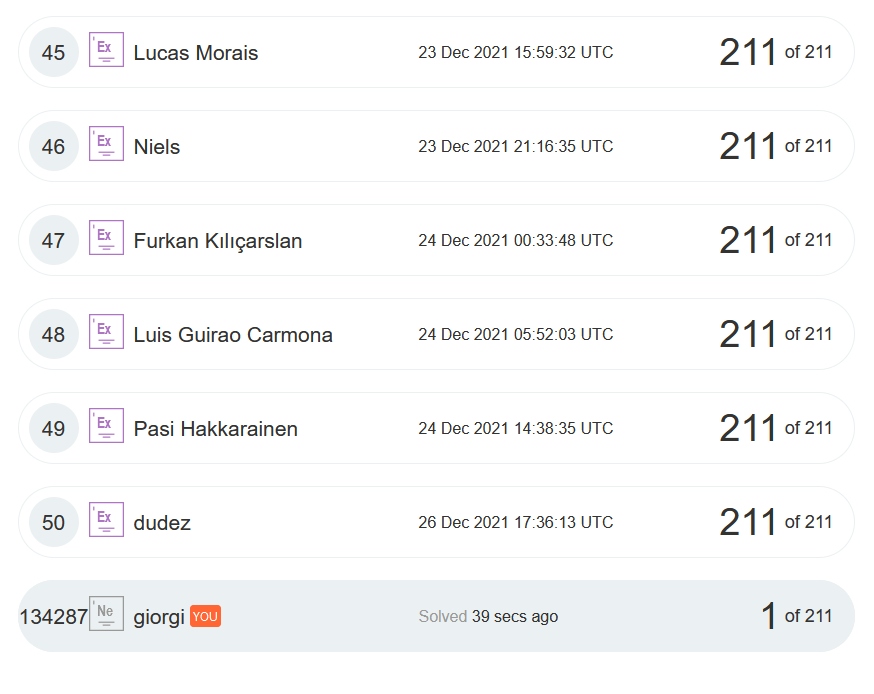 45 Ex Lucas Morais 23 Dec 2021 15:59:32 UTC 211 of 211
46 Ex Niels 23 Dec 2021 21:16:35 UTC 211 of 211
47 Ex Furkan Kılıçarslan 24 Dec 2021 00:33:48 UTC 211 of 211
48 Ex Luis Guirao Carmona 24 Dec 2021 05:52:03 UTC 211 of 211
49 Ex Pasi Hakkarainen 24 Dec 2021 14:38:35 UTC 211 of 211
50 Ex dudez 26 Dec 2021 17:36:13 UTC 211 of 211
134287 Ne giorgi YOU Solved 39 secs ago 1 of 211